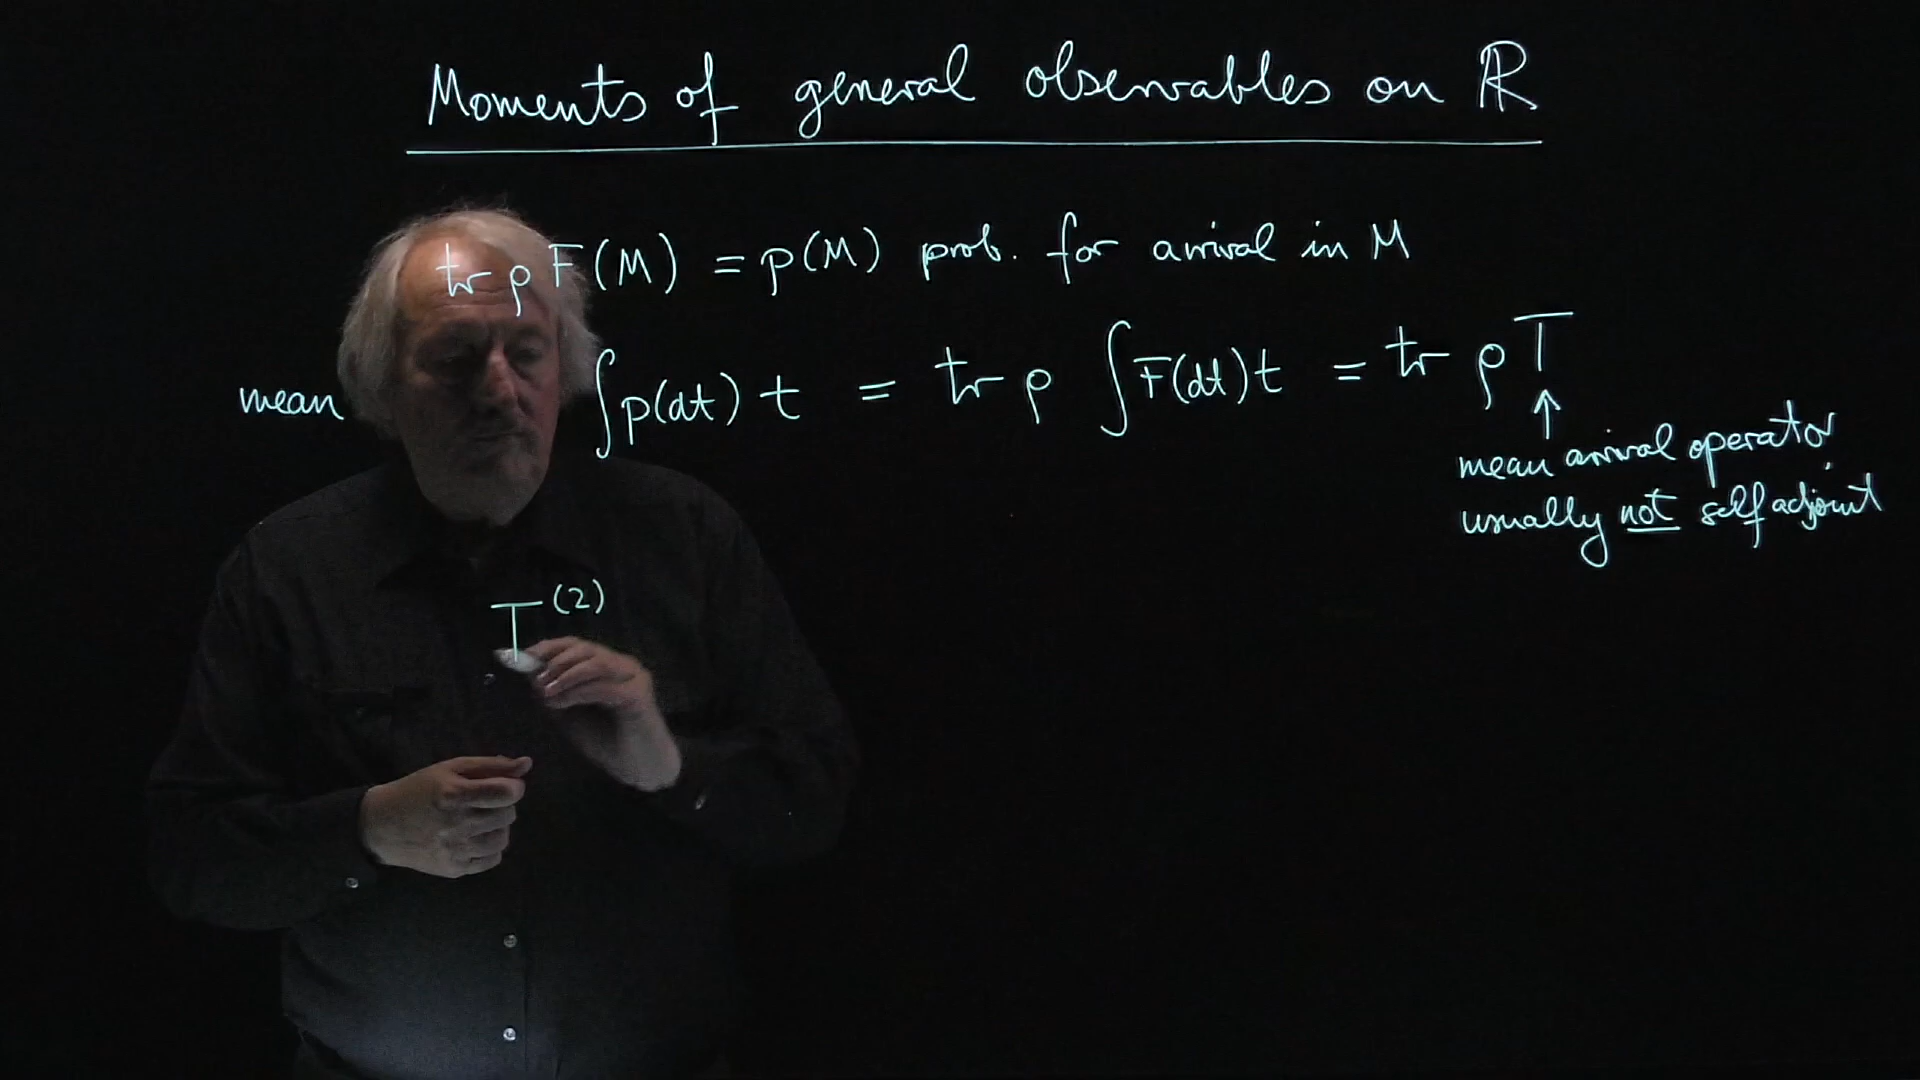 Moments of general observables on ℝ
tr ρ F(M) = p(M) prob. for arrival in M
mean ∫p(dt) t = tr ρ ∫F(dt) t = tr ρ T
↑
mean arrival operator
usually not selfadjoint
T⁽²⁾